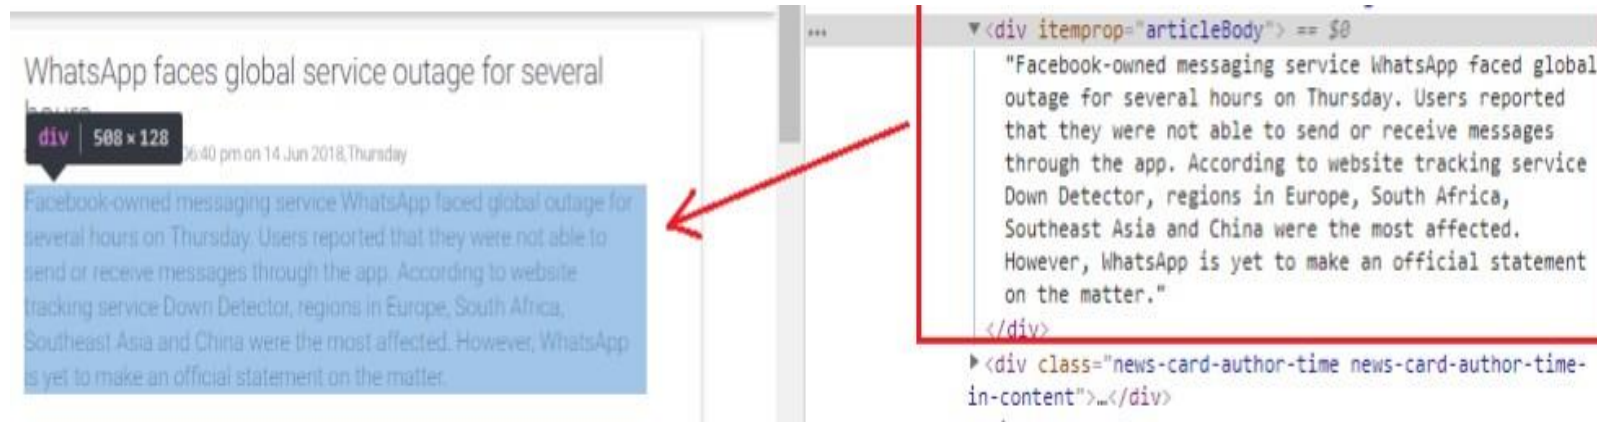 WhatsApp faces global service outage for several
hours
div 508 × 128
06:40 pm on 14 Jun 2018,Thursday
Facebook-owned messaging service WhatsApp faced global outage for
several hours on Thursday. Users reported that they were not able to
send or receive messages through the app. According to website
tracking service Down Detector, regions in Europe, South Africa,
Southeast Asia and China were the most affected. However, WhatsApp
is yet to make an official statement on the matter.
...
▼<div itemprop="articleBody"> == $0
"Facebook-owned messaging service WhatsApp faced global
outage for several hours on Thursday. Users reported
that they were not able to send or receive messages
through the app. According to website tracking service
Down Detector, regions in Europe, South Africa,
Southeast Asia and China were the most affected.
However, WhatsApp is yet to make an official statement
on the matter."
</div>
▶<div class="news-card-author-time news-card-author-time-
in-content">…</div>